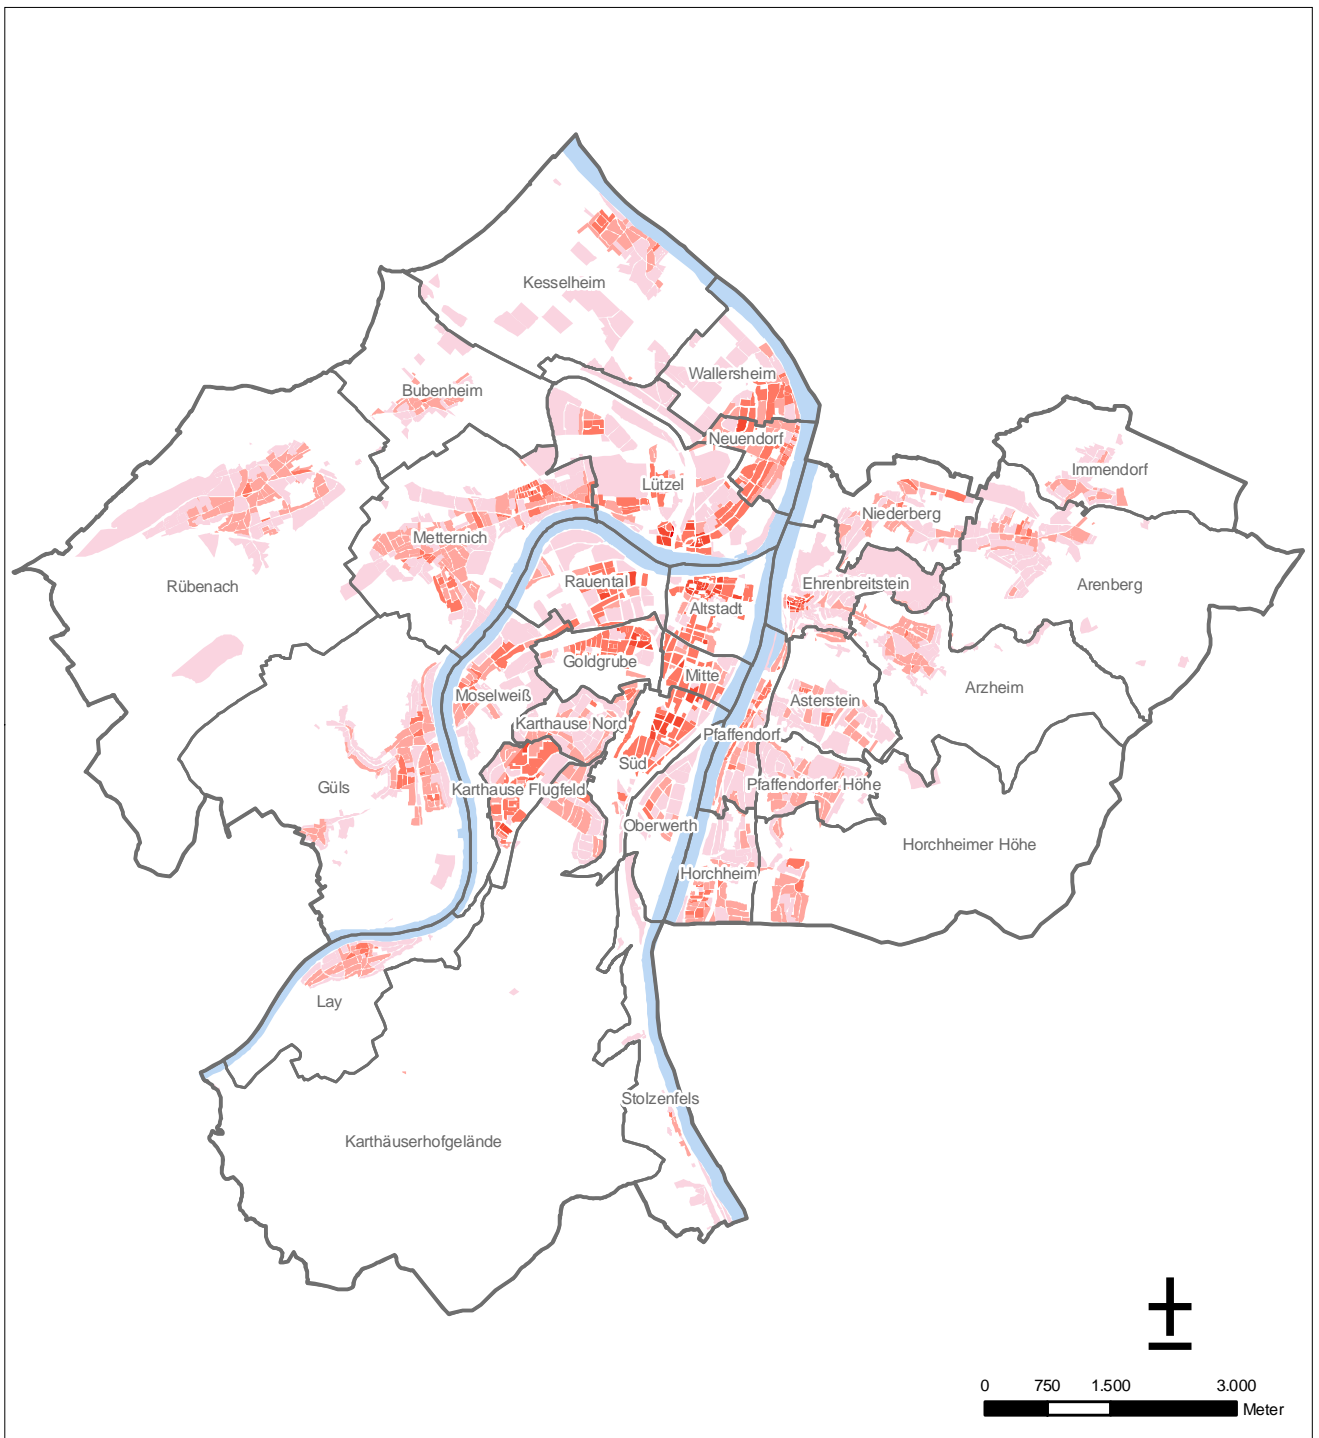 Kesselheim
Wallersheim
Bubenheim
Neuendorf
Immendorf
Lützel
Niederberg
Metternich
Rübenach
Rauental
Ehrenbreitstein
Arenberg
Altstadt
Goldgrube
Mitte
Arzheim
Moselweiß
Asterstein
Karthause Nord
Pfaffendorf
Süd
Güls
Karthause Flugfeld
Pfaffendorfer Höhe
Oberwerth
Horchheimer Höhe
Horchheim
Lay
Stolzenfels
Karthäuserhofgelände
0 750 1.500 3.000
Meter